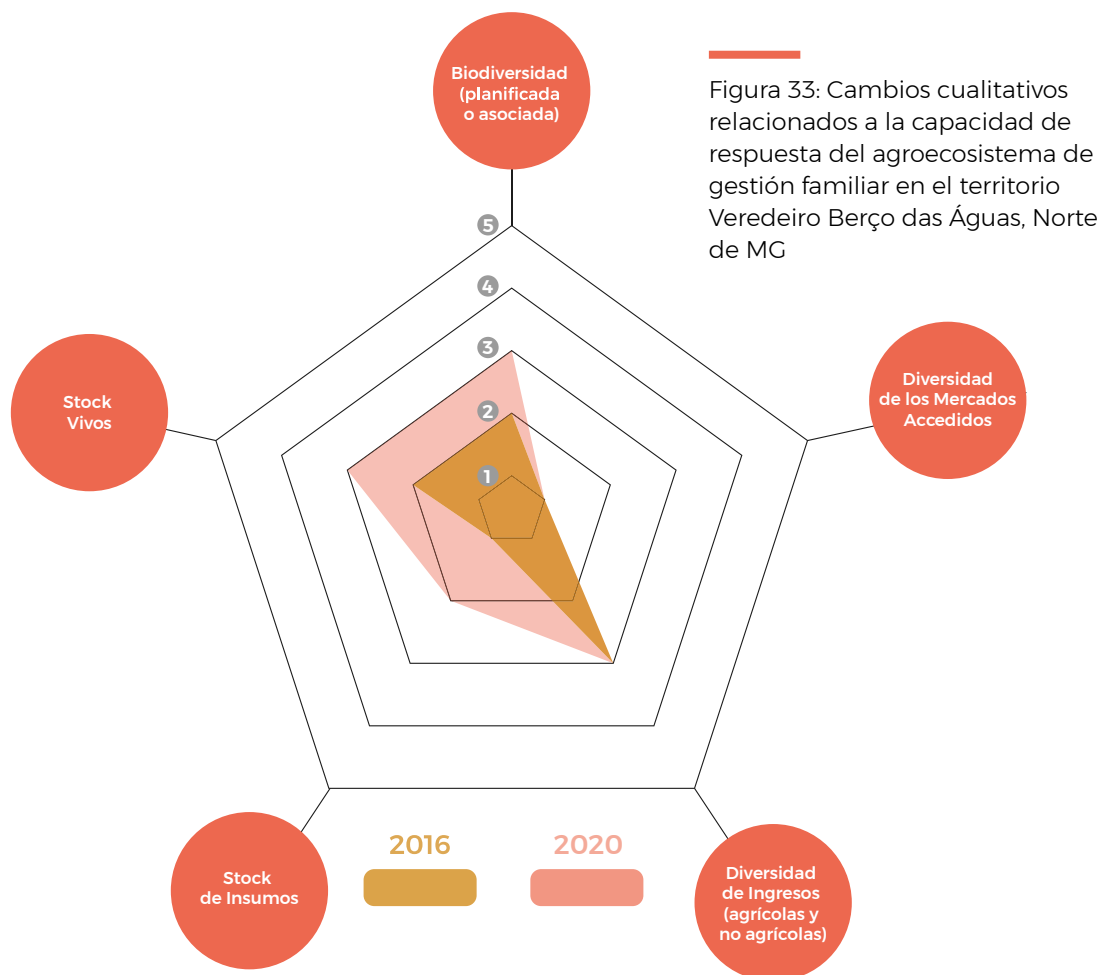 Biodiversidad
(planificada
o asociada)
Figura 33: Cambios cualitativos
relacionados a la capacidad de
respuesta del agroecosistema de
gestión familiar en el territorio
Veredeiro Berço das Águas, Norte
de MG
5
4
3
2
1
Stock
Vivos
Diversidad
de los Mercados
Accedidos
Stock
de Insumos
2016
2020
Diversidad
de Ingresos
(agrícolas y
no agrícolas)